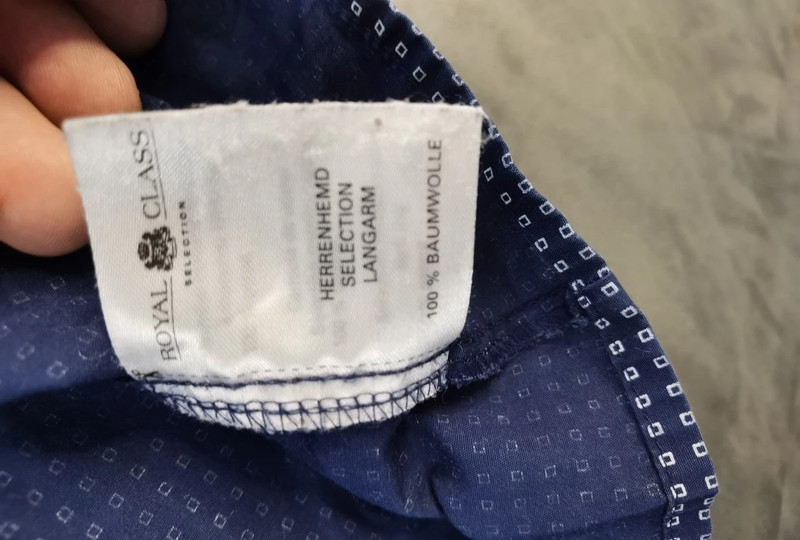 ROYAL CLASS
SELECTION
HERRENHEMD
SELECTION
LANGARM
100 % BAUMWOLLE